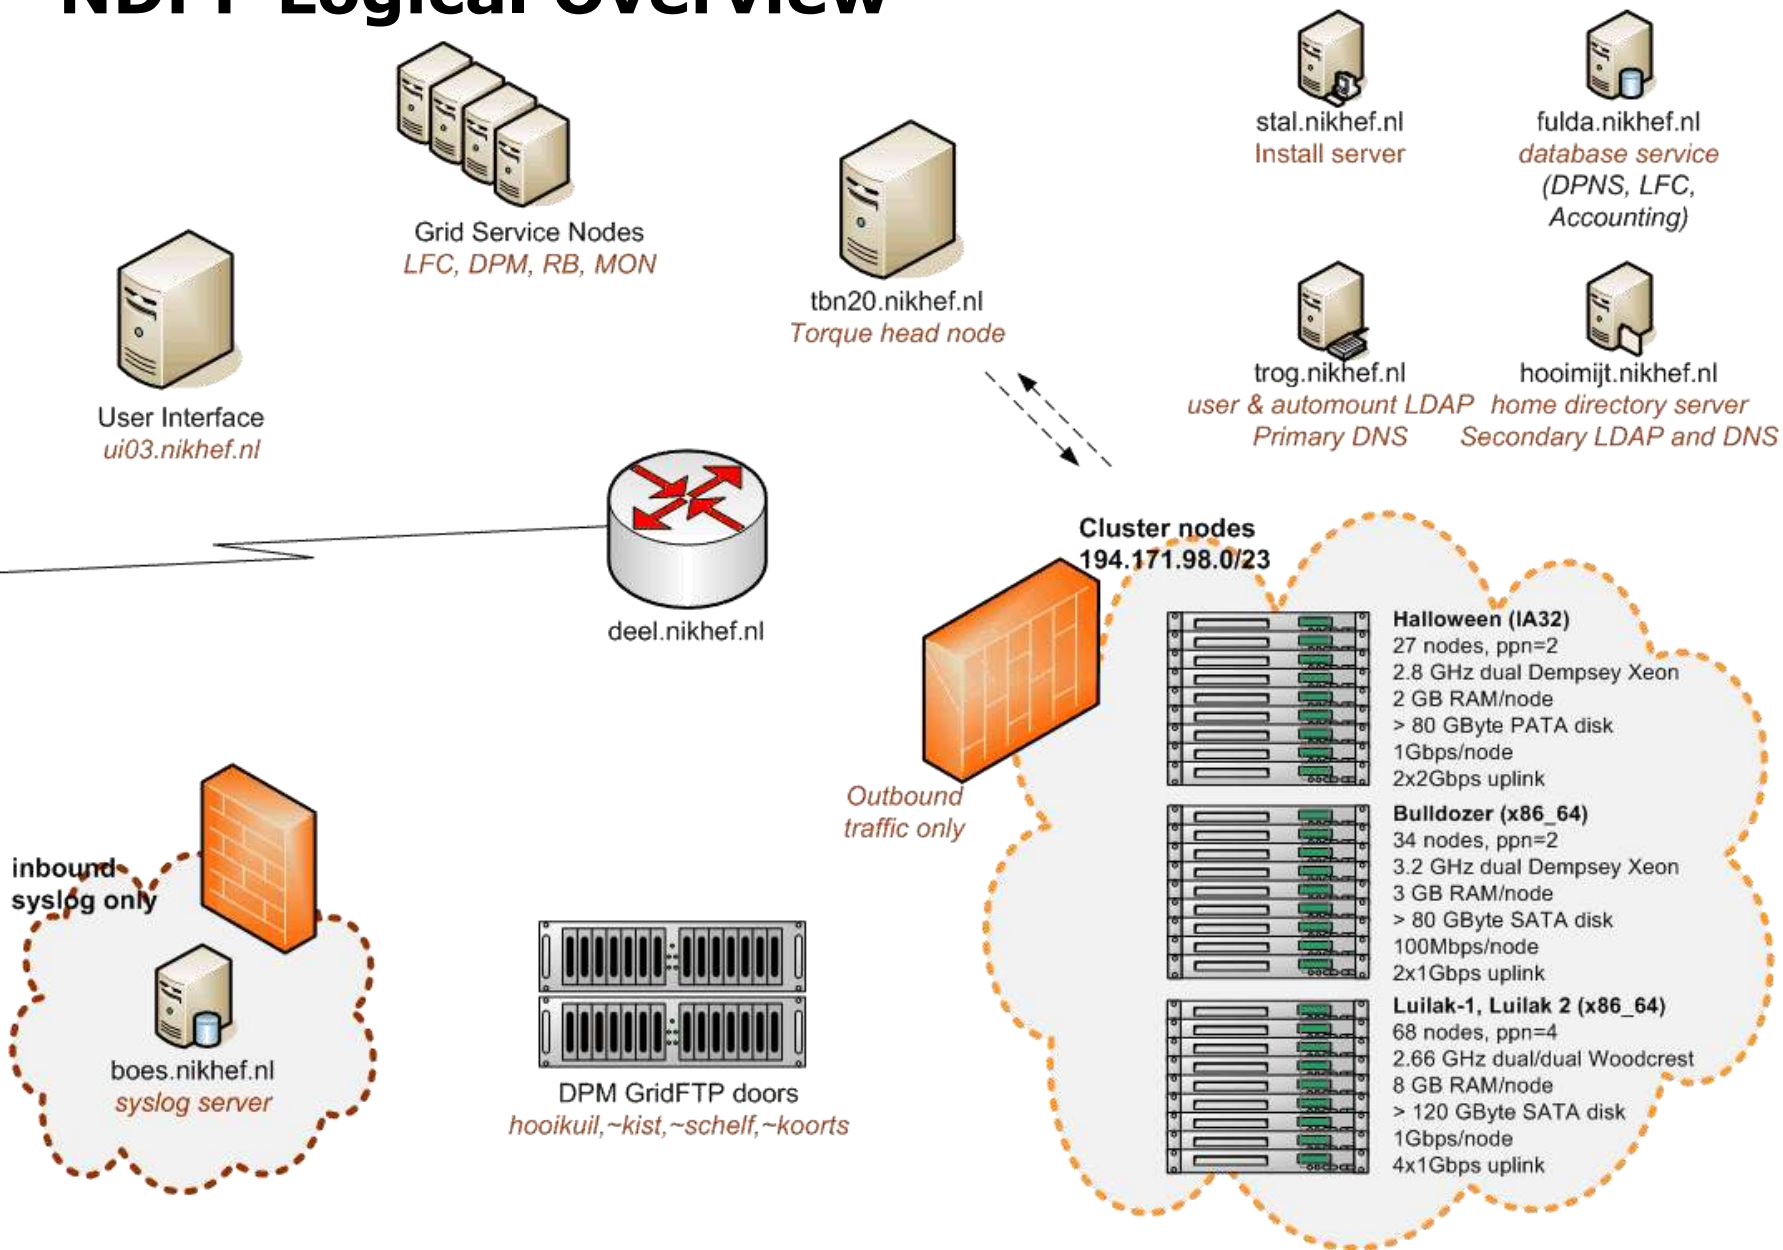 NDPF Logical Overview
stal.nikhef.nl
Install server
fulda.nikhef.nl
database service
(DPNS, LFC,
Accounting)
Grid Service Nodes
LFC, DPM, RB, MON
tbn20.nikhef.nl
Torque head node
trog.nikhef.nl
user & automount LDAP
Primary DNS
hooimijt.nikhef.nl
home directory server
Secondary LDAP and DNS
User Interface
ui03.nikhef.nl
deel.nikhef.nl
Cluster nodes
194.171.98.0/23
Halloween (IA32)
27 nodes, ppn=2
2.8 GHz dual Dempsey Xeon
2 GB RAM/node
> 80 GByte PATA disk
1Gbps/node
2x2Gbps uplink
Outbound
traffic only
Bulldozer (x86_64)
34 nodes, ppn=2
3.2 GHz dual Dempsey Xeon
3 GB RAM/node
> 80 GByte SATA disk
100Mbps/node
2x1Gbps uplink
inbound
syslog only
boes.nikhef.nl
syslog server
DPM GridFTP doors
hooikuil,~kist,~schelf,~koorts
Luilak-1, Luilak 2 (x86_64)
68 nodes, ppn=4
2.66 GHz dual/dual Woodcrest
8 GB RAM/node
> 120 GByte SATA disk
1Gbps/node
4x1Gbps uplink